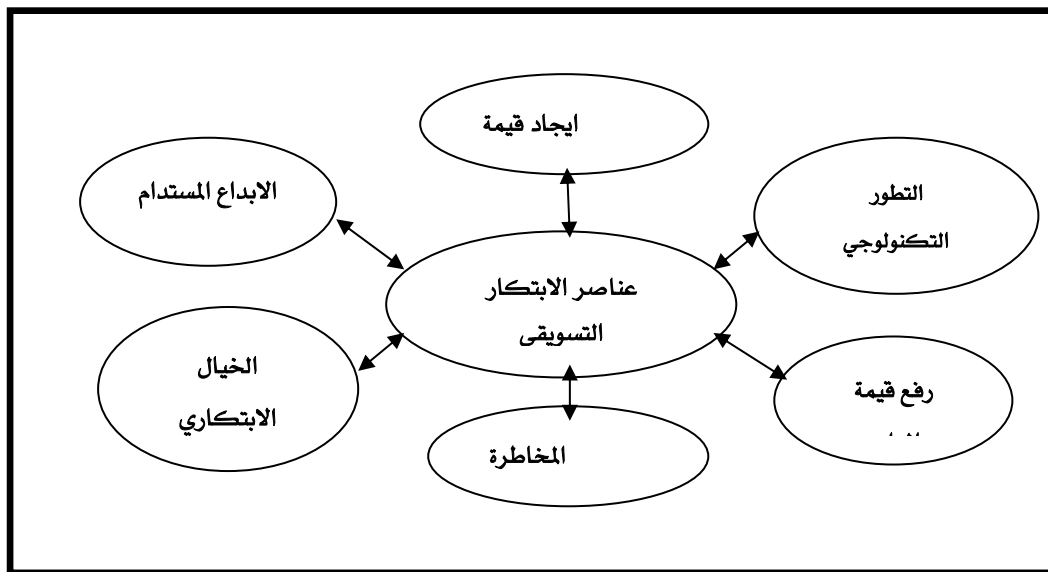 ايجاد قيمة
الابداع المستدام
التطور
التكنولوجي
عناصر الابتكار
التسويقى
الخيال
الابتكاري
رفع قيمة
المخاطرة